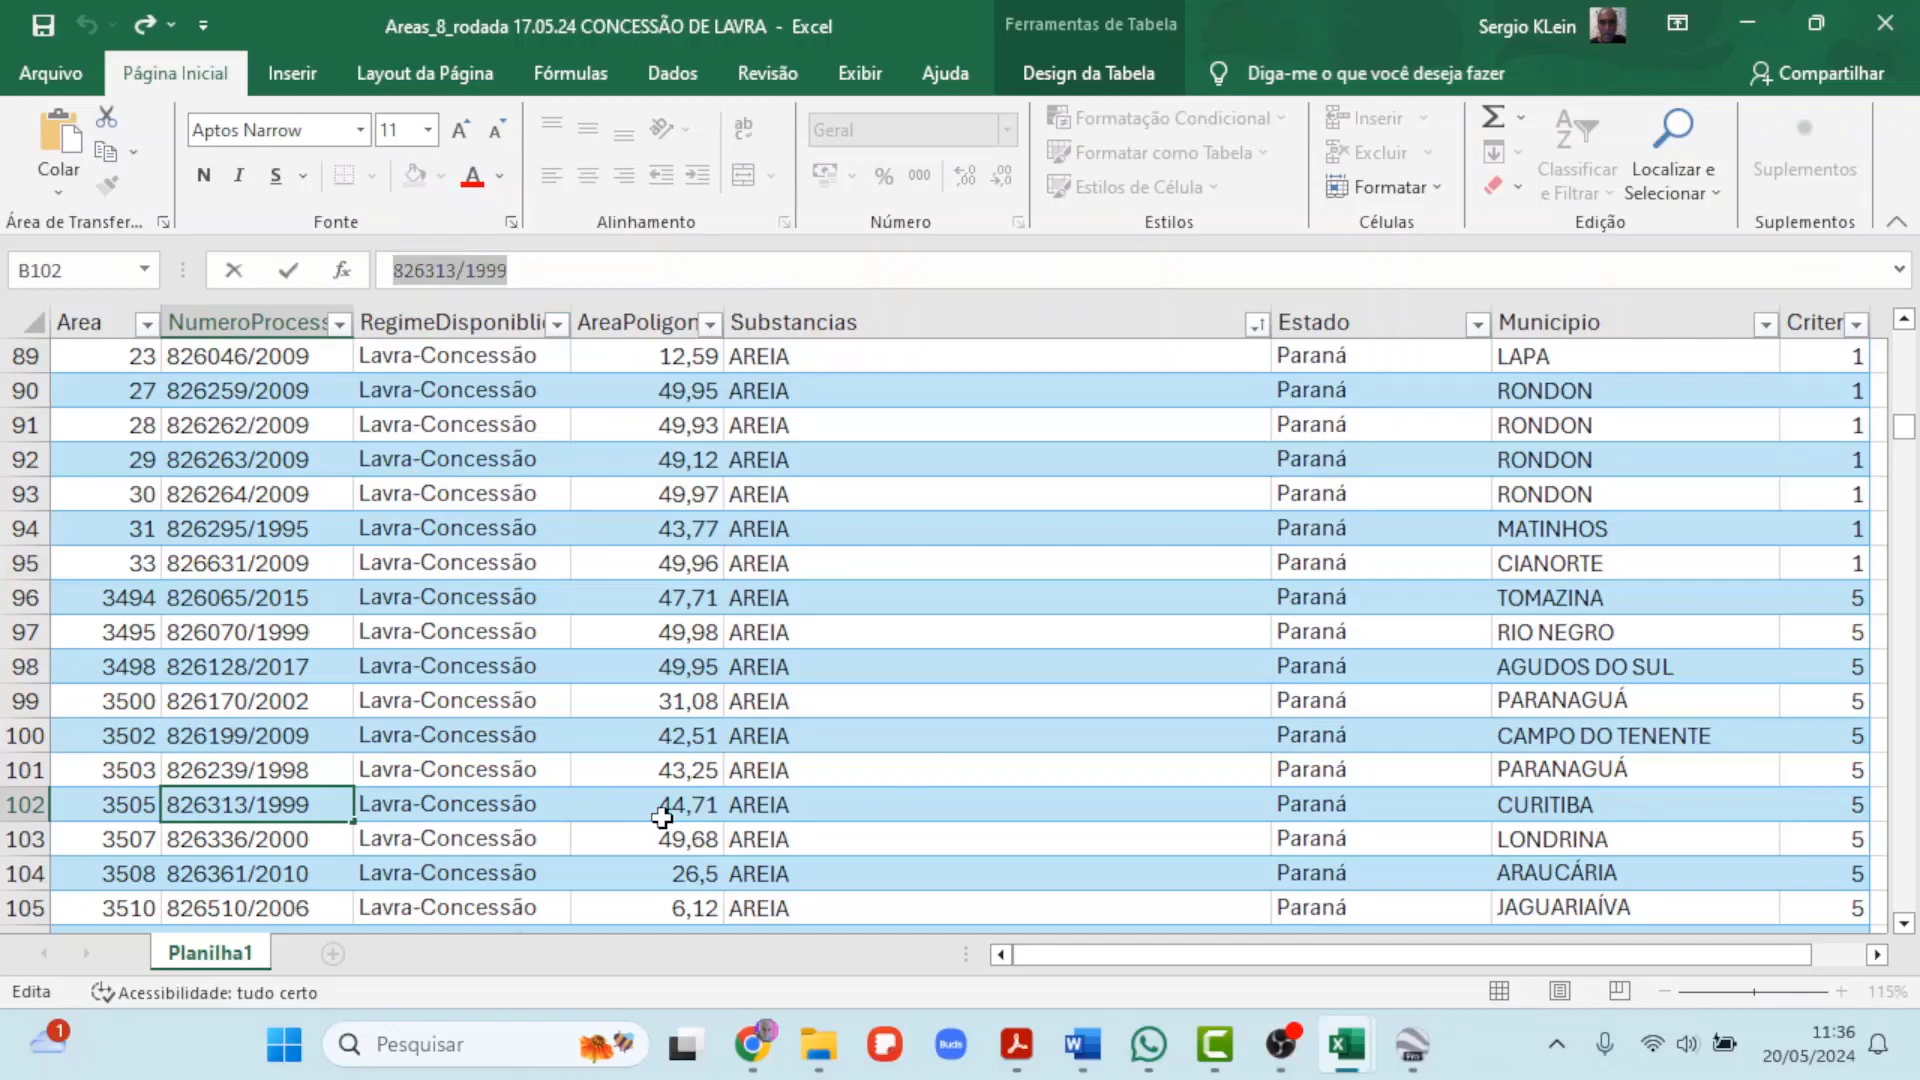 Areas_8_rodada 17.05.24 CONCESSÃO DE LAVRA - Excel
Ferramentas de Tabela
Sergio KLein
Arquivo Página Inicial Inserir Layout da Página Fórmulas Dados Revisão Exibir Ajuda Design da Tabela Diga-me o que você deseja fazer Compartilhar
Colar
Aptos Narrow 11
N I S
Geral
% 000
Formatação Condicional
Formatar como Tabela
Estilos de Célula
Inserir
Excluir
Formatar
Classificar e Filtrar
Localizar e Selecionar
Suplementos
Área de Transfer... Fonte Alinhamento Número Estilos Células Edição Suplementos
B102 fx 826313/1999
Area NumeroProcess RegimeDisponibli AreaPoligon Substancias Estado Municipio Criter
89 23 826046/2009 Lavra-Concessão 12,59 AREIA Paraná LAPA 1
90 27 826259/2009 Lavra-Concessão 49,95 AREIA Paraná RONDON 1
91 28 826262/2009 Lavra-Concessão 49,93 AREIA Paraná RONDON 1
92 29 826263/2009 Lavra-Concessão 49,12 AREIA Paraná RONDON 1
93 30 826264/2009 Lavra-Concessão 49,97 AREIA Paraná RONDON 1
94 31 826295/1995 Lavra-Concessão 43,77 AREIA Paraná MATINHOS 1
95 33 826631/2009 Lavra-Concessão 49,96 AREIA Paraná CIANORTE 1
96 3494 826065/2015 Lavra-Concessão 47,71 AREIA Paraná TOMAZINA 5
97 3495 826070/1999 Lavra-Concessão 49,98 AREIA Paraná RIO NEGRO 5
98 3498 826128/2017 Lavra-Concessão 49,95 AREIA Paraná AGUDOS DO SUL 5
99 3500 826170/2002 Lavra-Concessão 31,08 AREIA Paraná PARANAGUÁ 5
100 3502 826199/2009 Lavra-Concessão 42,51 AREIA Paraná CAMPO DO TENENTE 5
101 3503 826239/1998 Lavra-Concessão 43,25 AREIA Paraná PARANAGUÁ 5
102 3505 826313/1999 Lavra-Concessão 44,71 AREIA Paraná CURITIBA 5
103 3507 826336/2000 Lavra-Concessão 49,68 AREIA Paraná LONDRINA 5
104 3508 826361/2010 Lavra-Concessão 26,5 AREIA Paraná ARAUCÁRIA 5
105 3510 826510/2006 Lavra-Concessão 6,12 AREIA Paraná JAGUARIAÍVA 5
Planilha1
Edita Acessibilidade: tudo certo 115%
1 Pesquisar Buds 11:36
20/05/2024